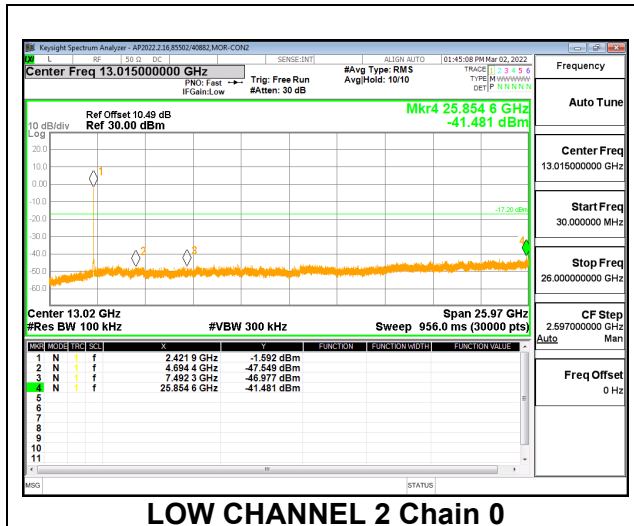 Keysight Spectrum Analyzer - AP2022.2.16,85502/40882,MOR-CON2
L RF 50 Ω DC SENSE:INT ALIGN AUTO 01:45:08 PM Mar 02, 2022
Center Freq 13.015000000 GHz
PNO: Fast
IFGain:Low
Trig: Free Run
#Atten: 30 dB
#Avg Type: RMS
Avg|Hold: 10/10
TRACE 1 2 3 4 5 6
TYPE M W W W W W
DET P N N N N N
Frequency
Auto Tune
Center Freq
13.015000000 GHz
Start Freq
30.000000 MHz
Stop Freq
26.000000000 GHz
CF Step
2.597000000 GHz
Auto Man
Freq Offset
0 Hz
Ref Offset 10.49 dB
10 dB/div Ref 30.00 dBm
Log
Mkr4 25.854 6 GHz
-41.481 dBm
20.0
10.0
0.00
-10.0
-20.0
-30.0
-40.0
-50.0
-60.0
1
-17.20 dBm
2
3
4
Center 13.02 GHz Span 25.97 GHz
#Res BW 100 kHz #VBW 300 kHz Sweep 956.0 ms (30000 pts)
MKR MODE TRC SCL X Y FUNCTION FUNCTION WIDTH FUNCTION VALUE
1 N 1 f 2.421 9 GHz -1.592 dBm
2 N 1 f 4.694 4 GHz -47.549 dBm
3 N 1 f 7.492 3 GHz -46.977 dBm
4 N 1 f 25.854 6 GHz -41.481 dBm
5
6
7
8
9
10
11
MSG STATUS
LOW CHANNEL 2 Chain 0